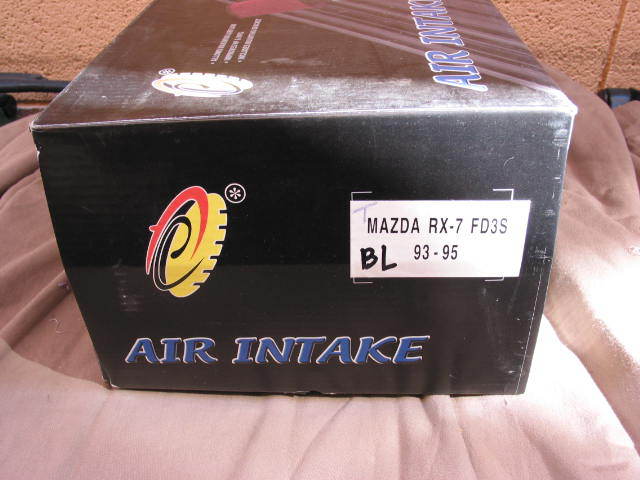 AIR INTAKE
T
MAZDA RX-7 FD3S
BL 93-95
AIR INTAKE